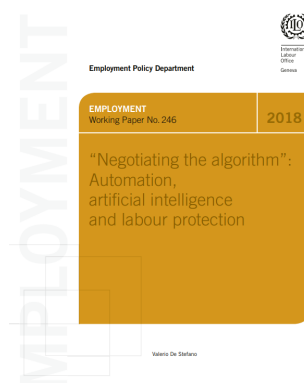 EMPLOYMENT
International
Labour
Office
Geneva
Employment Policy Department
EMPLOYMENT
Working Paper No. 246
2018
“Negotiating the algorithm”:
Automation,
artificial intelligence
and labour protection
Valerio De Stefano